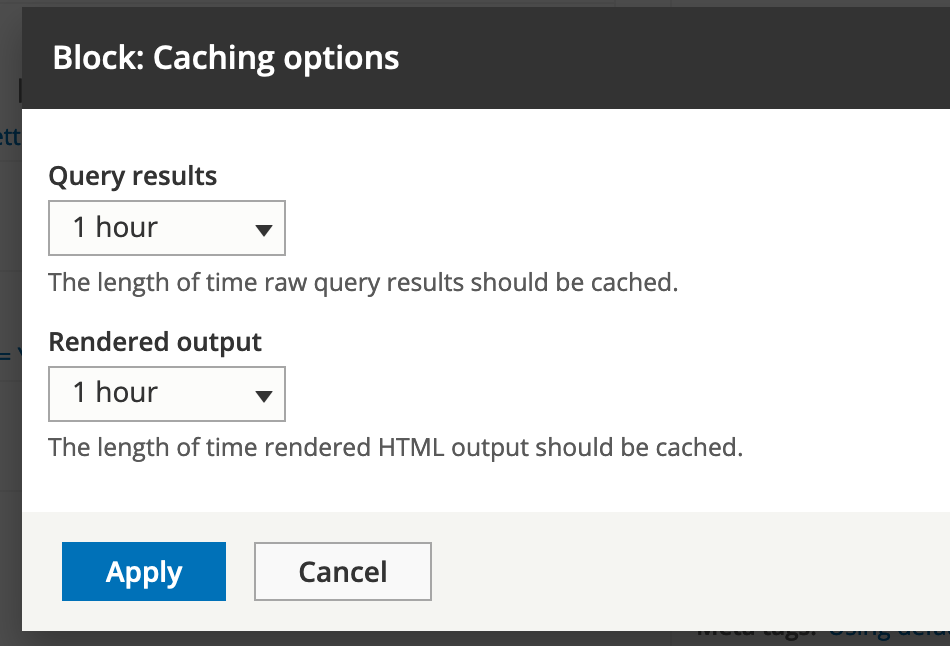 Block: Caching options
Query results
1 hour
The length of time raw query results should be cached.
Rendered output
1 hour
The length of time rendered HTML output should be cached.
Apply
Cancel